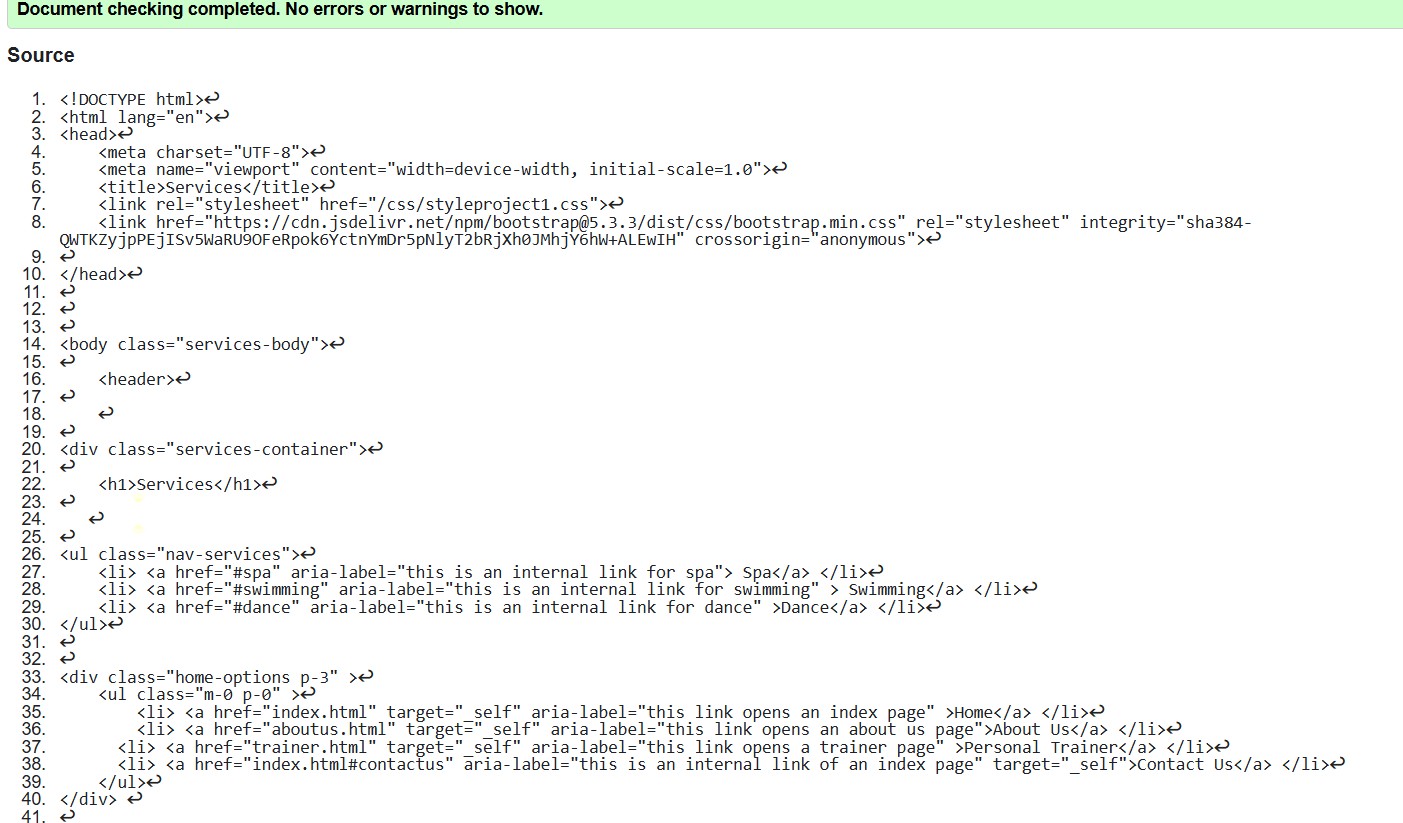 Document checking completed. No errors or warnings to show.
Source
1. <!DOCTYPE html>↩
2. <html lang="en">↩
3. <head>↩
4.     <meta charset="UTF-8">↩
5.     <meta name="viewport" content="width=device-width, initial-scale=1.0">↩
6.     <title>Services</title>↩
7.     <link rel="stylesheet" href="/css/styleproject1.css">↩
8.     <link href="https://cdn.jsdelivr.net/npm/bootstrap@5.3.3/dist/css/bootstrap.min.css" rel="stylesheet" integrity="sha384-
QWTKZyjpPEjISv5WaRU9OFeRpok6YctnYmDr5pNlyT2bRjXh0JMhjY6hW+ALEwIH" crossorigin="anonymous">↩
9. ↩
10. </head>↩
11. ↩
12. ↩
13. ↩
14. <body class="services-body">↩
15. ↩
16.     <header>↩
17. ↩
18.     ↩
19. ↩
20. <div class="services-container">↩
21. ↩
22.     <h1>Services</h1>↩
23. ↩
24.    ↩
25. ↩
26. <ul class="nav-services">↩
27.     <li> <a href="#spa" aria-label="this is an internal link for spa"> Spa</a> </li>↩
28.     <li> <a href="#swimming" aria-label="this is an internal link for swimming" > Swimming</a> </li>↩
29.     <li> <a href="#dance" aria-label="this is an internal link for dance" >Dance</a> </li>↩
30. </ul>↩
31. ↩
32. ↩
33. <div class="home-options p-3" >↩
34.     <ul class="m-0 p-0" >↩
35.         <li> <a href="index.html" target="_self" aria-label="this link opens an index page" >Home</a> </li>↩
36.         <li> <a href="aboutus.html" target="_self" aria-label="this link opens an about us page">About Us</a> </li>↩
37.       <li> <a href="trainer.html" target="_self" aria-label="this link opens a trainer page" >Personal Trainer</a> </li>↩
38.       <li> <a href="index.html#contactus" aria-label="this is an internal link of an index page" target="_self">Contact Us</a> </li>↩
39.     </ul>↩
40. </div> ↩
41. ↩